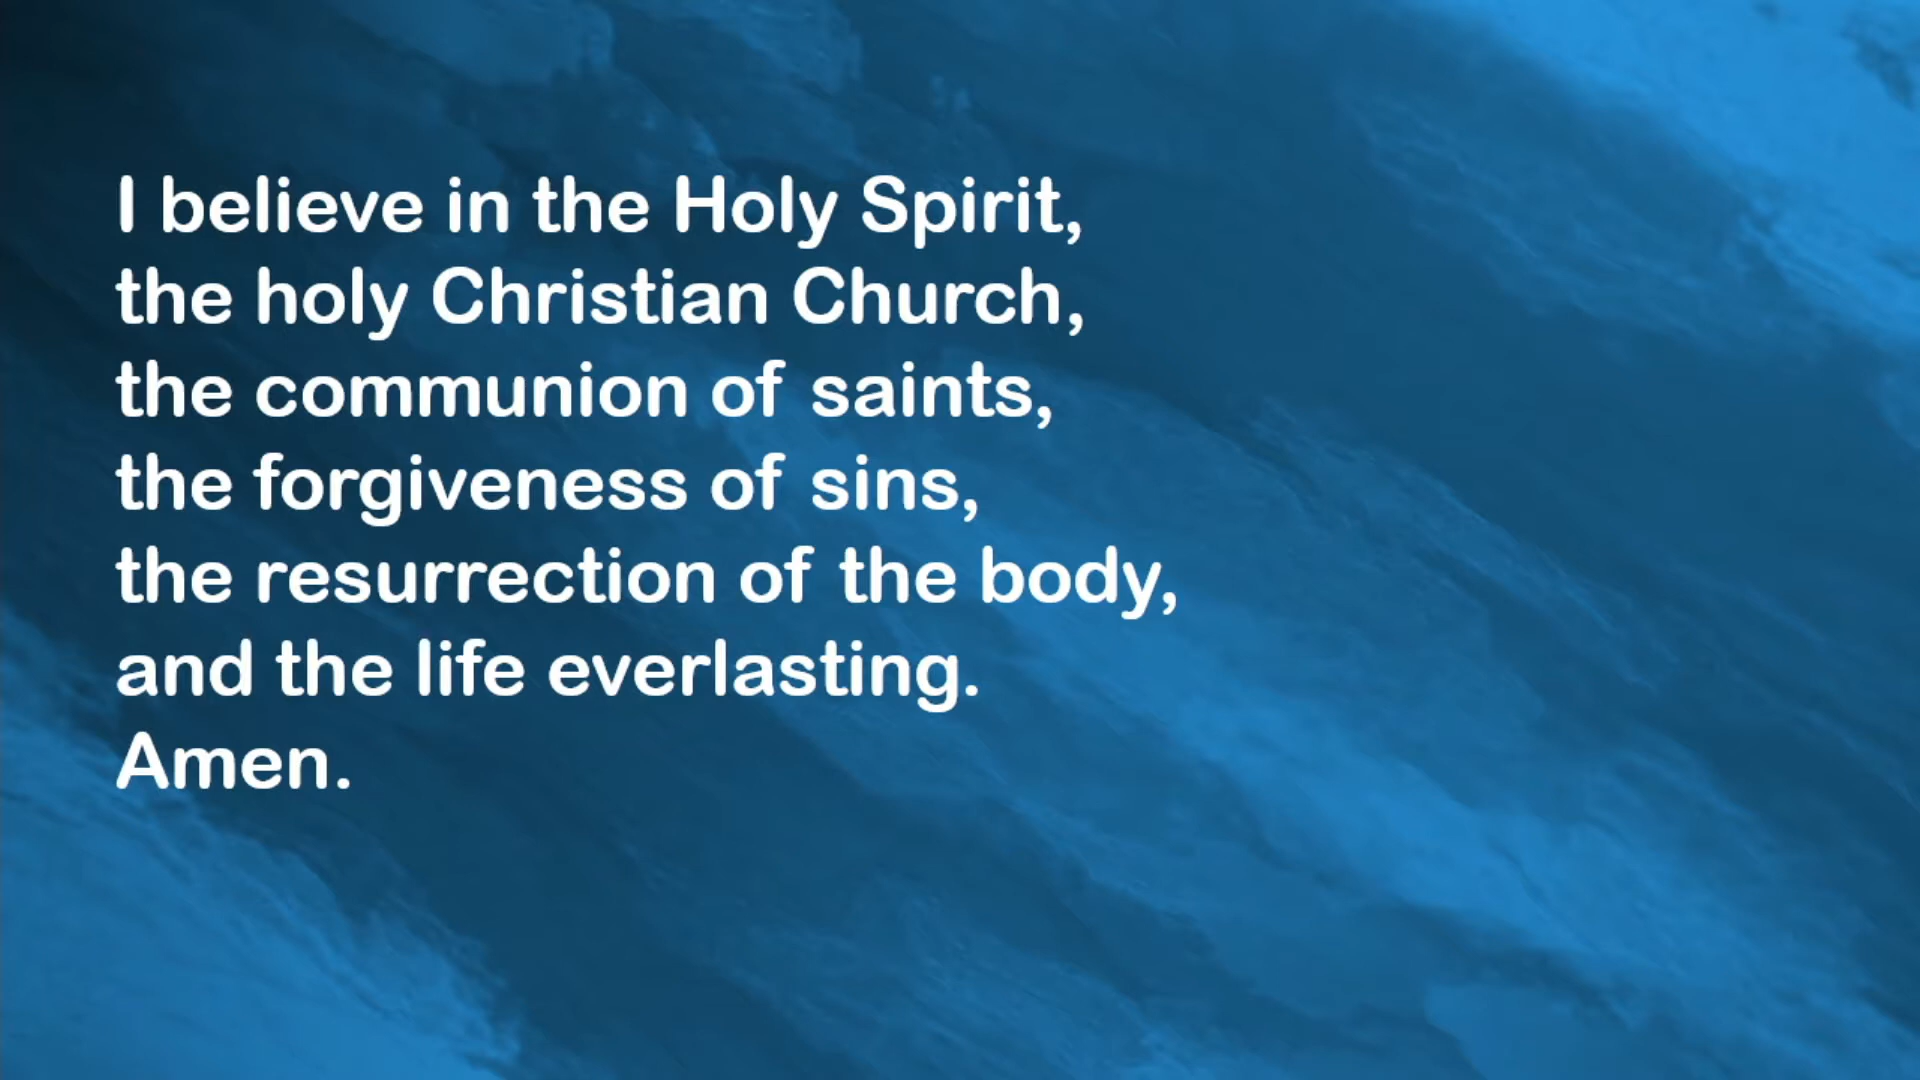 I believe in the Holy Spirit,
the holy Christian Church,
the communion of saints,
the forgiveness of sins,
the resurrection of the body,
and the life everlasting.
Amen.